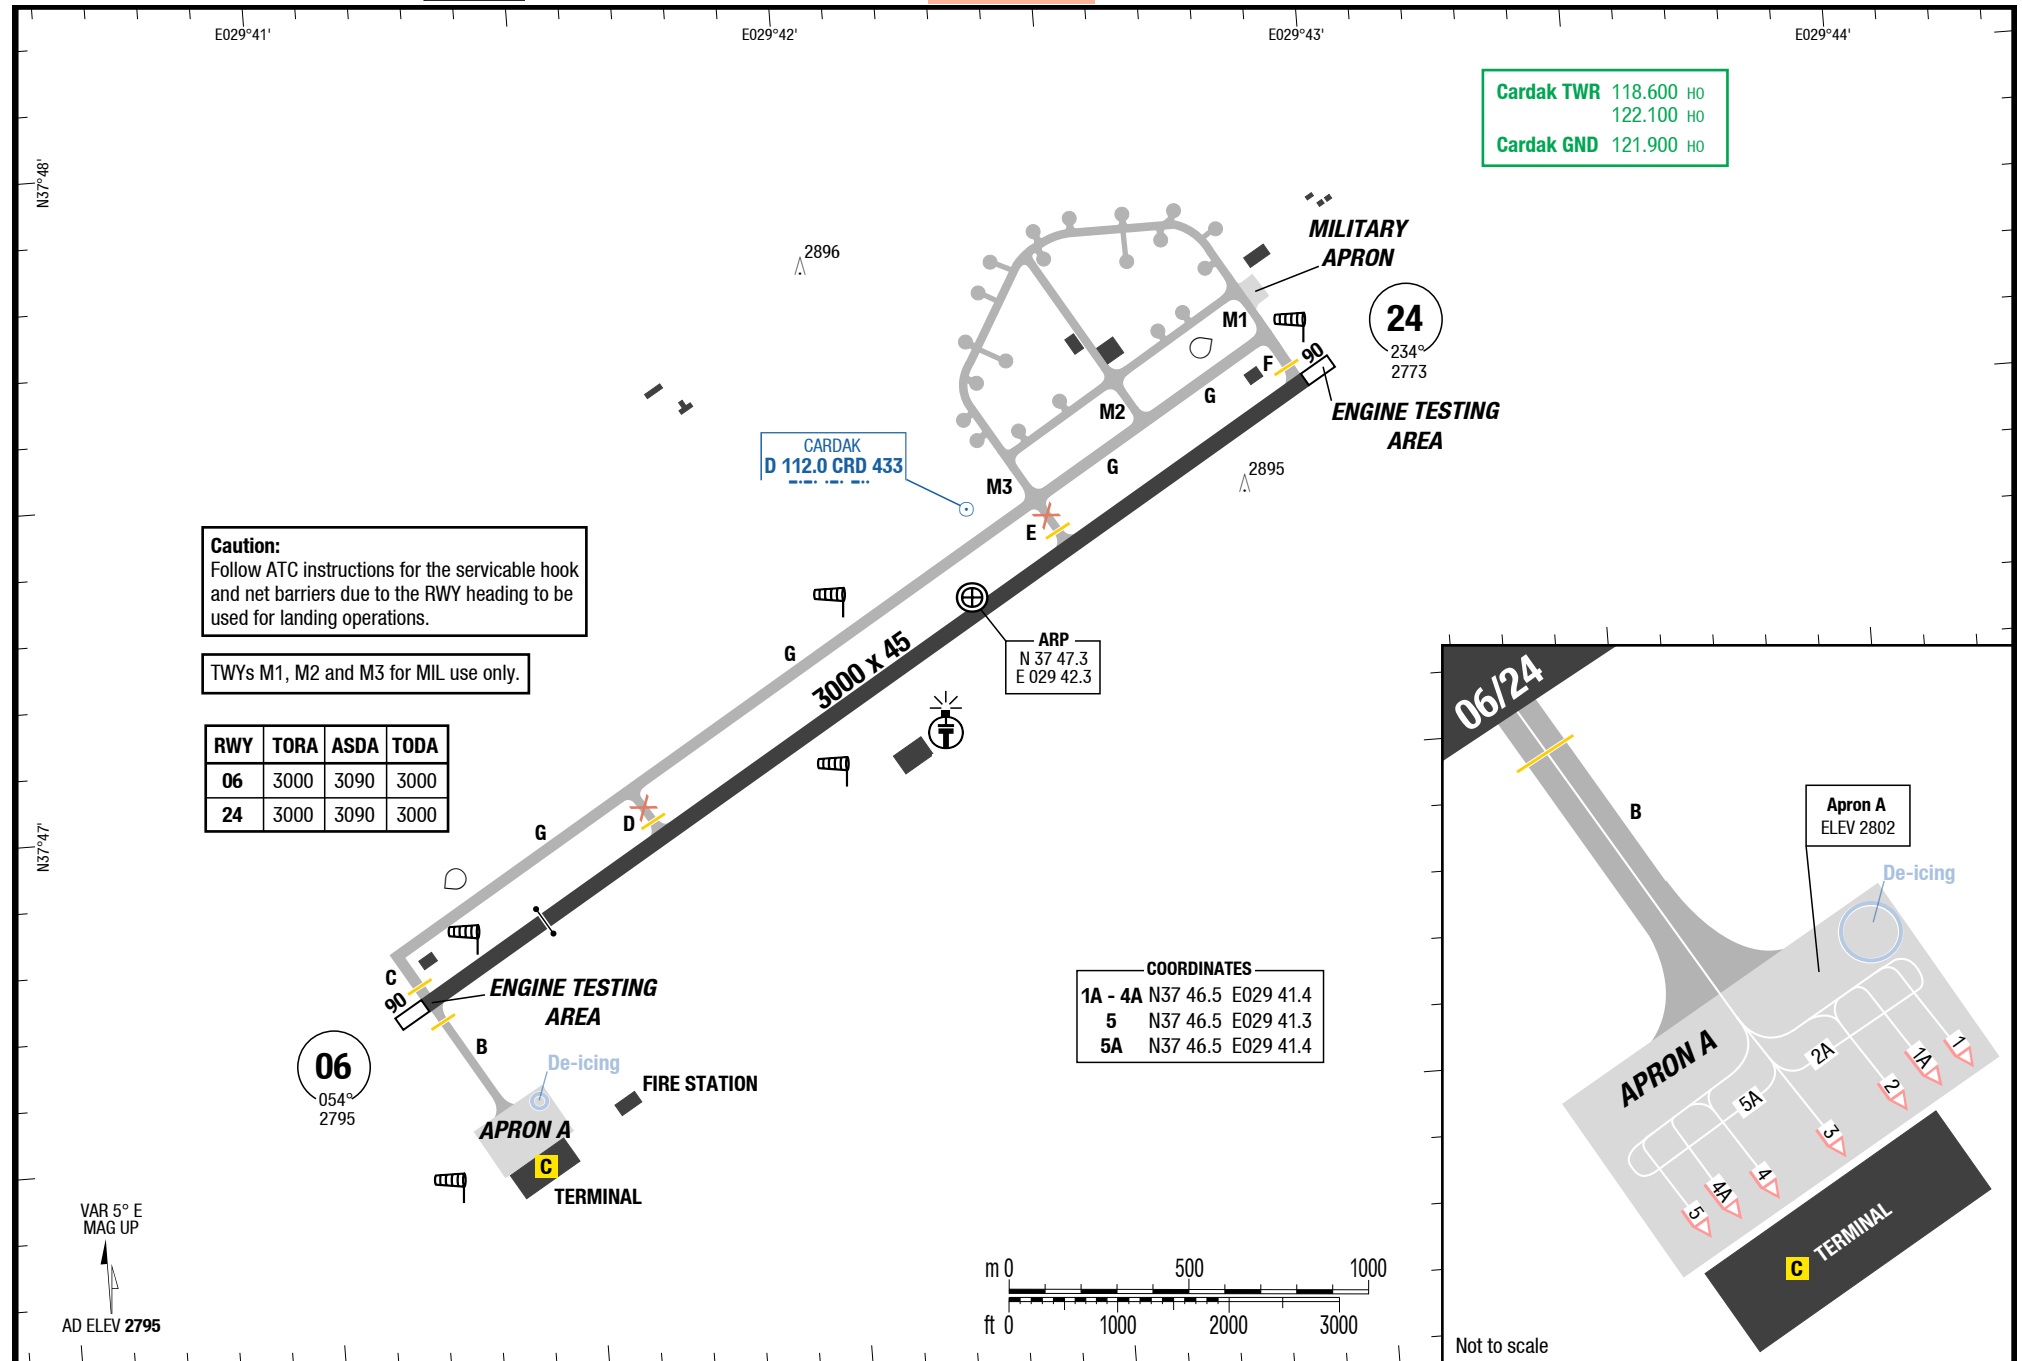 E029°41'
E029°42'
E029°43'
E029°44'
N37°48'
N37°47'
Cardak TWR 118.600 HO
122.100 HO
Cardak GND 121.900 HO
MILITARY
APRON
2896
24
234°
2773
M1
F
90
G
M2
ENGINE TESTING
AREA
CARDAK
D 112.0 CRD 433
G
2895
M3
E
Caution:
Follow ATC instructions for the servicable hook
and net barriers due to the RWY heading to be
used for landing operations.
TWYs M1, M2 and M3 for MIL use only.
G
3000 x 45
ARP
N 37 47.3
E 029 42.3
RWY TORA ASDA TODA
06 3000 3090 3000
24 3000 3090 3000
D
G
C
90
ENGINE TESTING
AREA
B
06
054°
2795
De-icing
FIRE STATION
APRON A
C
TERMINAL
COORDINATES
1A - 4A N37 46.5 E029 41.4
5 N37 46.5 E029 41.3
5A N37 46.5 E029 41.4
VAR 5° E
MAG UP
AD ELEV 2795
m 0 500 1000
ft 0 1000 2000 3000
06/24
B
Apron A
ELEV 2802
De-icing
APRON A
2A
5A
1
1A
2
3
4
4A
5
C TERMINAL
Not to scale